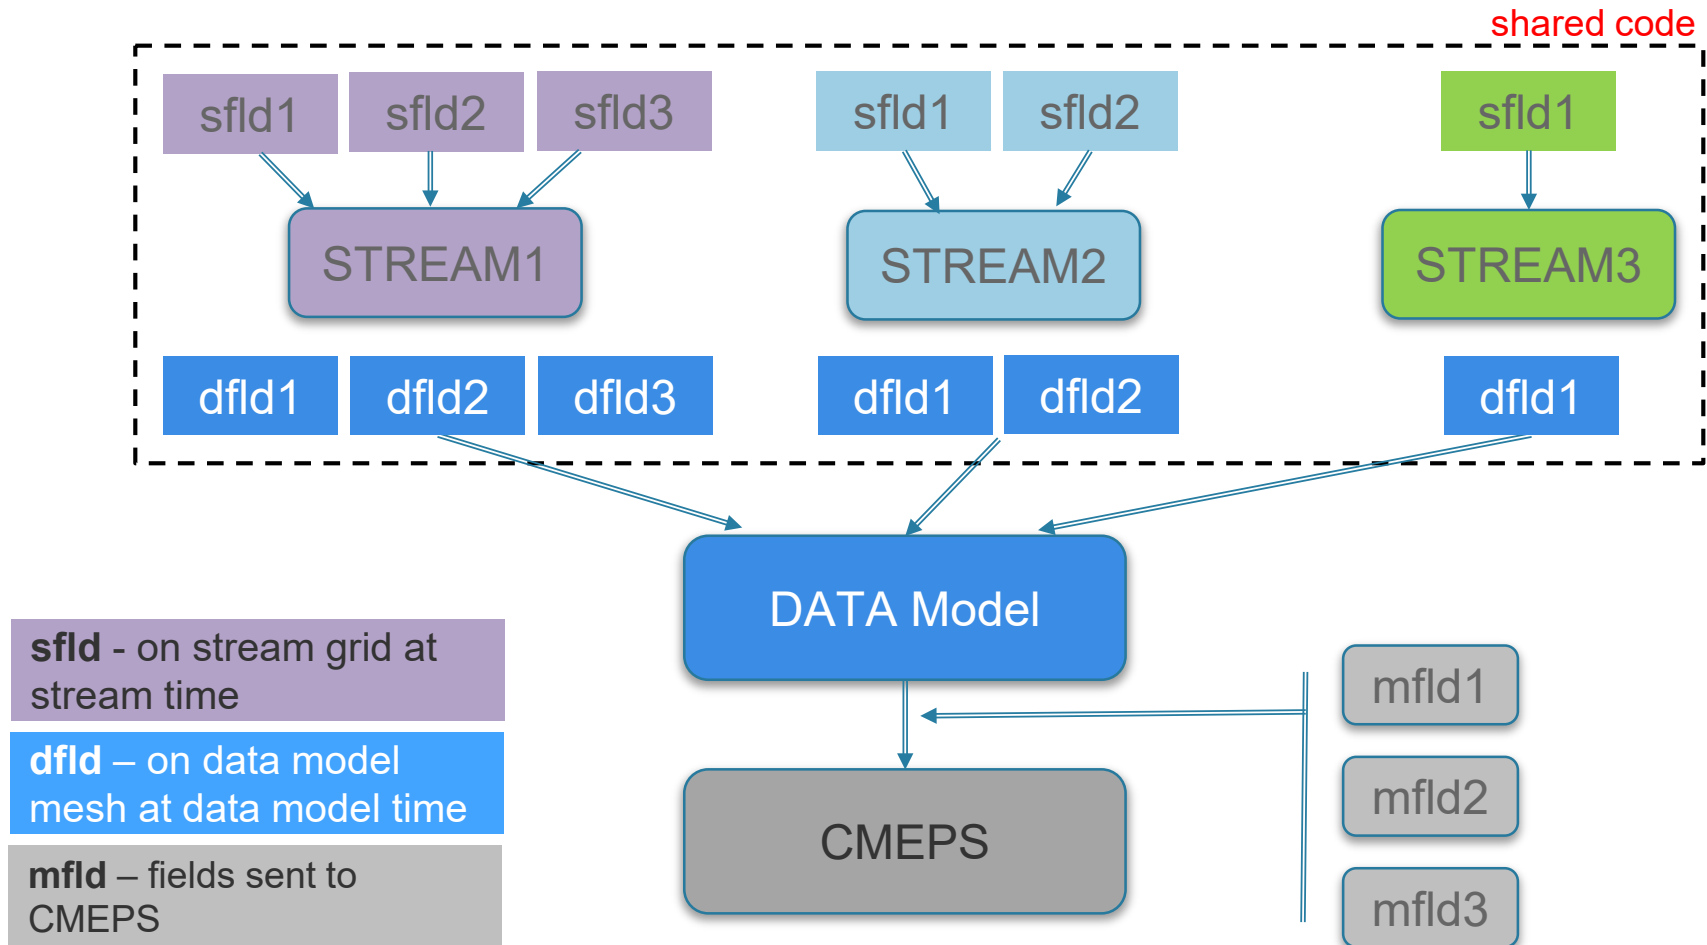 shared code
sfld1 sfld2 sfld3 sfld1 sfld2 sfld1
STREAM1 STREAM2 STREAM3
dfld1 dfld2 dfld3 dfld1 dfld2 dfld1
DATA Model
sfld - on stream grid at
stream time
dfld – on data model
mesh at data model time
mfld – fields sent to
CMEPS
CMEPS
mfld1
mfld2
mfld3